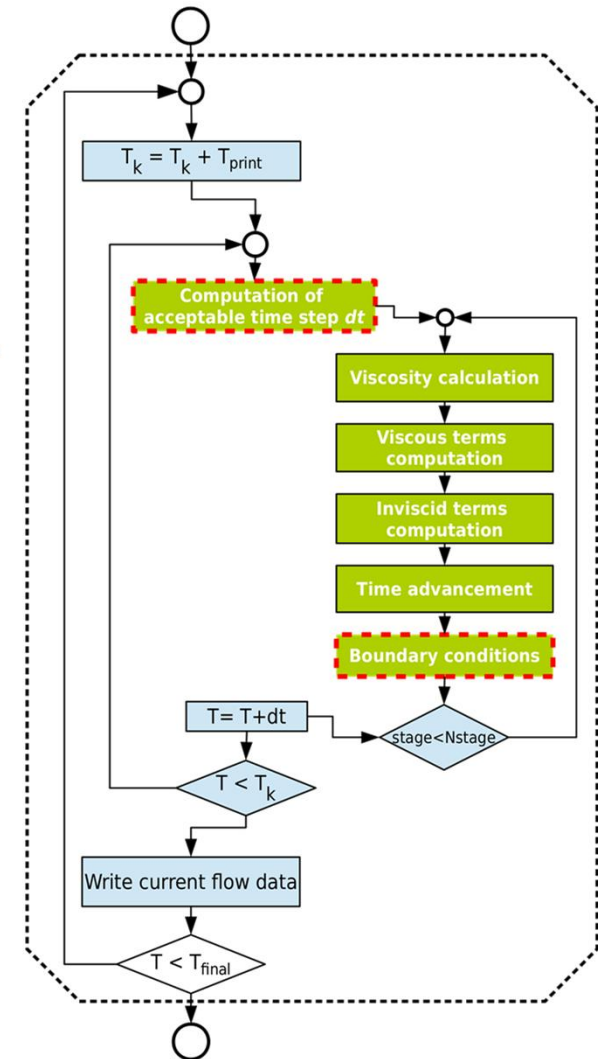 T_k = T_k + T_print
Computation of
acceptable time step dt
Viscosity calculation
Viscous terms
computation
Inviscid terms
computation
Time advancement
Boundary conditions
stage<Nstage
T= T+dt
T < T_k
Write current flow data
T < T_final